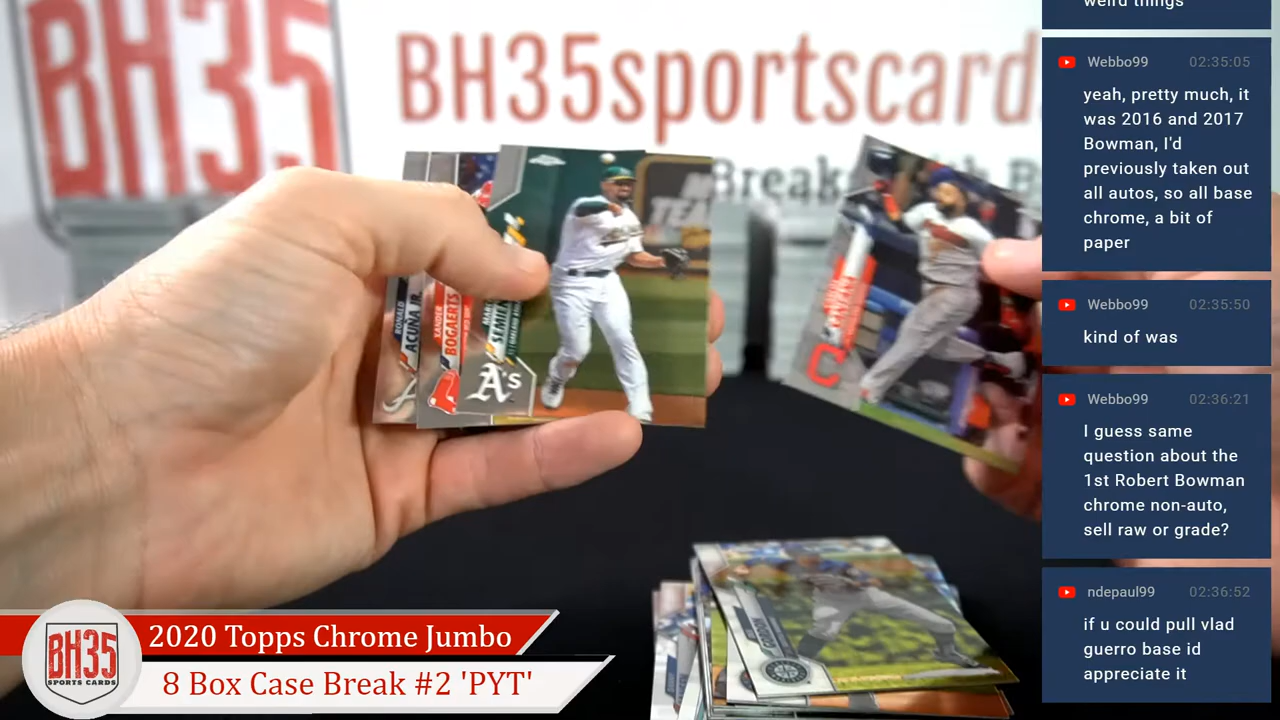 BH35
BH35sportscards
Break
RONALD
ACUNA JR.
XANDER
BOGAERTS
A's
C
2020 Topps Chrome Jumbo
8 Box Case Break #2 'PYT'
BH35
SPORTS CARDS
weird things
Webbo99 02:35:05
yeah, pretty much, it
was 2016 and 2017
Bowman, I'd
previously taken out
all autos, so all base
chrome, a bit of
paper
Webbo99 02:35:50
kind of was
Webbo99 02:36:21
I guess same
question about the
1st Robert Bowman
chrome non-auto,
sell raw or grade?
ndepaul99 02:36:52
if u could pull vlad
guerro base id
appreciate it